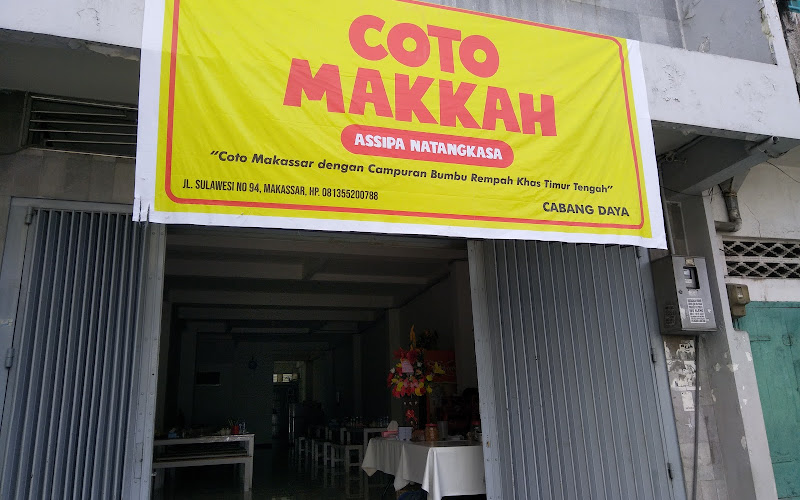 COTO
MAKKAH
ASSIPA NATANGKASA
"Coto Makassar dengan Campuran Bumbu Rempah Khas Timur Tengah"
JL. SULAWESI NO 94, MAKASSAR, HP. 081355200788
CABANG DAYA